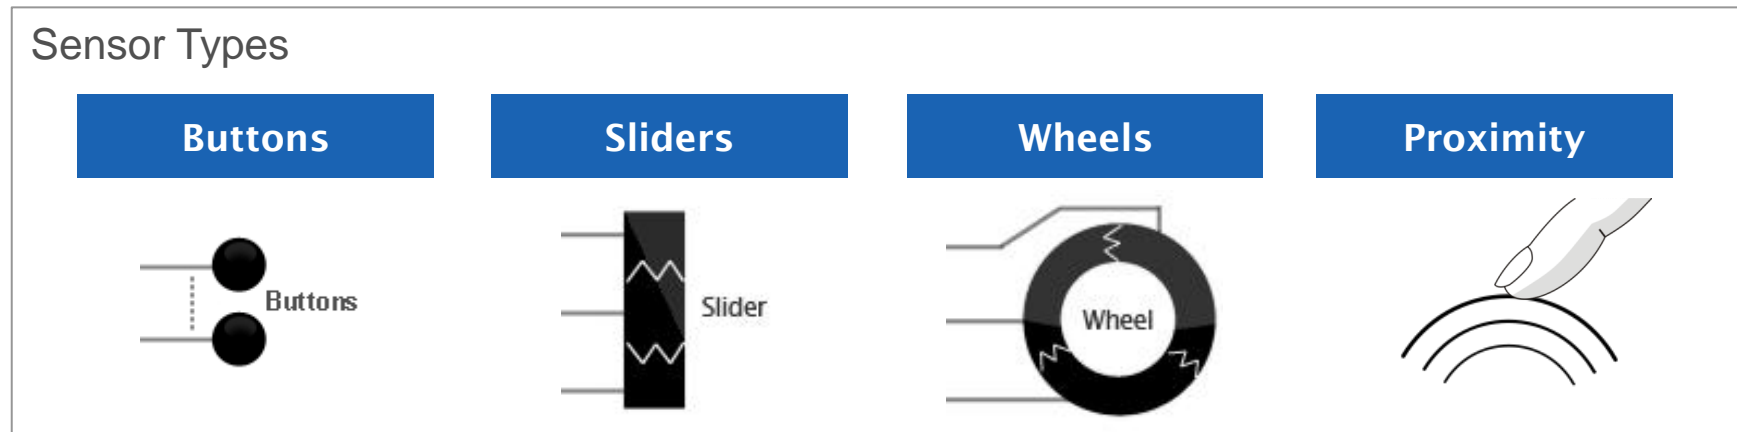 Sensor Types
Buttons
Sliders
Wheels
Proximity
Buttons
Slider
Wheel